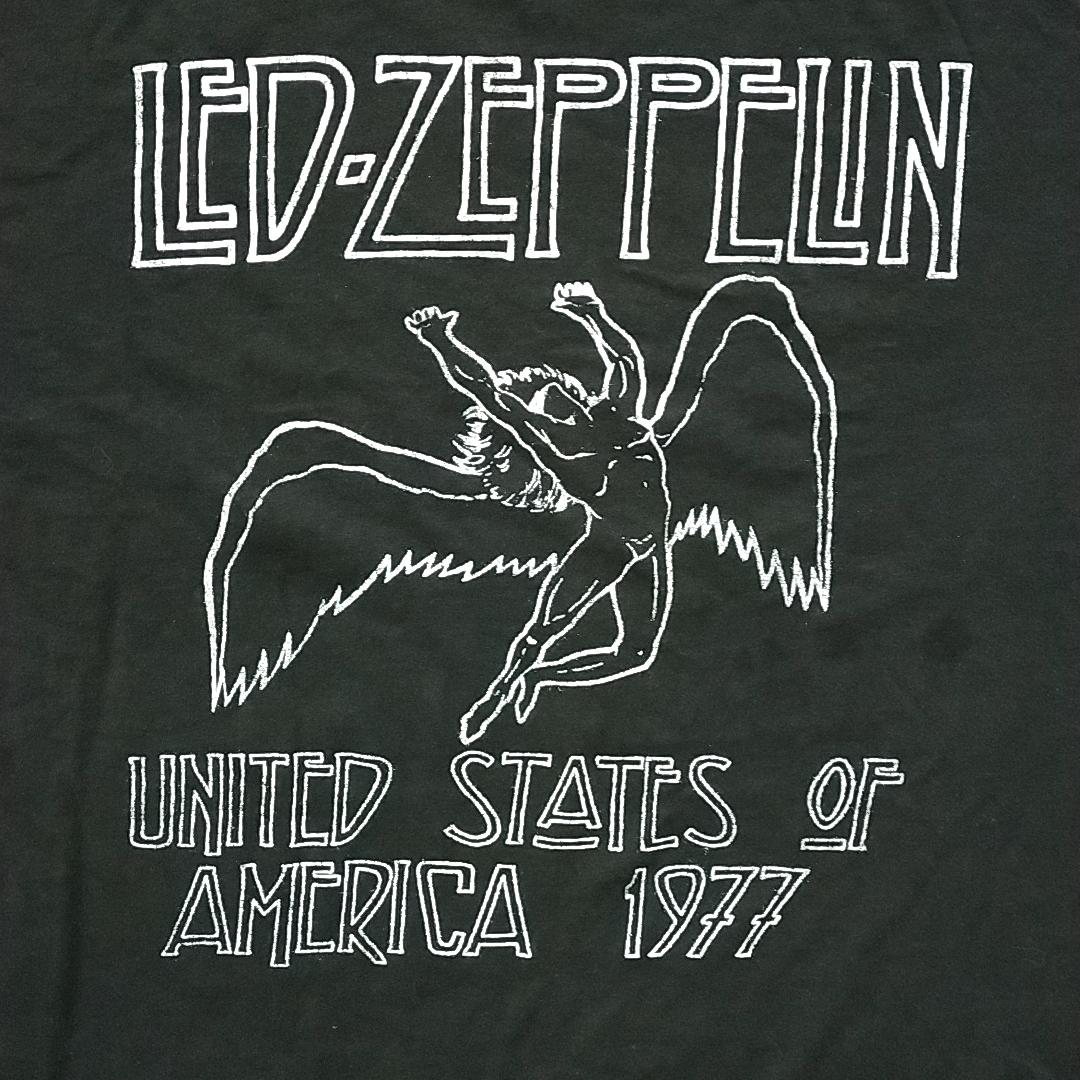 LED-ZEPPELIN
UNITED STATES OF
AMERICA 1977